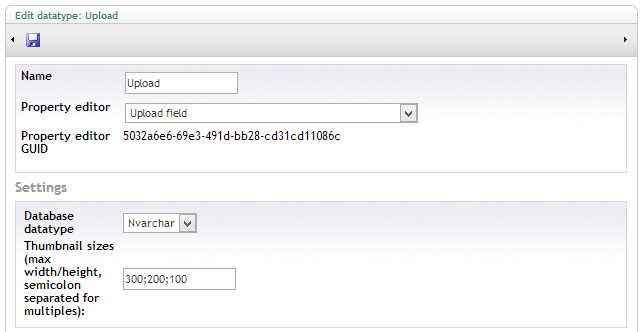 Edit datatype: Upload
Name
Upload
Property editor
Upload field
Property editor
GUID
5032a6e6-69e3-491d-bb28-cd31cd11086c
Settings
Database
datatype
Nvarchar
Thumbnail sizes
(max
width/height,
semicolon
separated for
multiples):
300;200;100